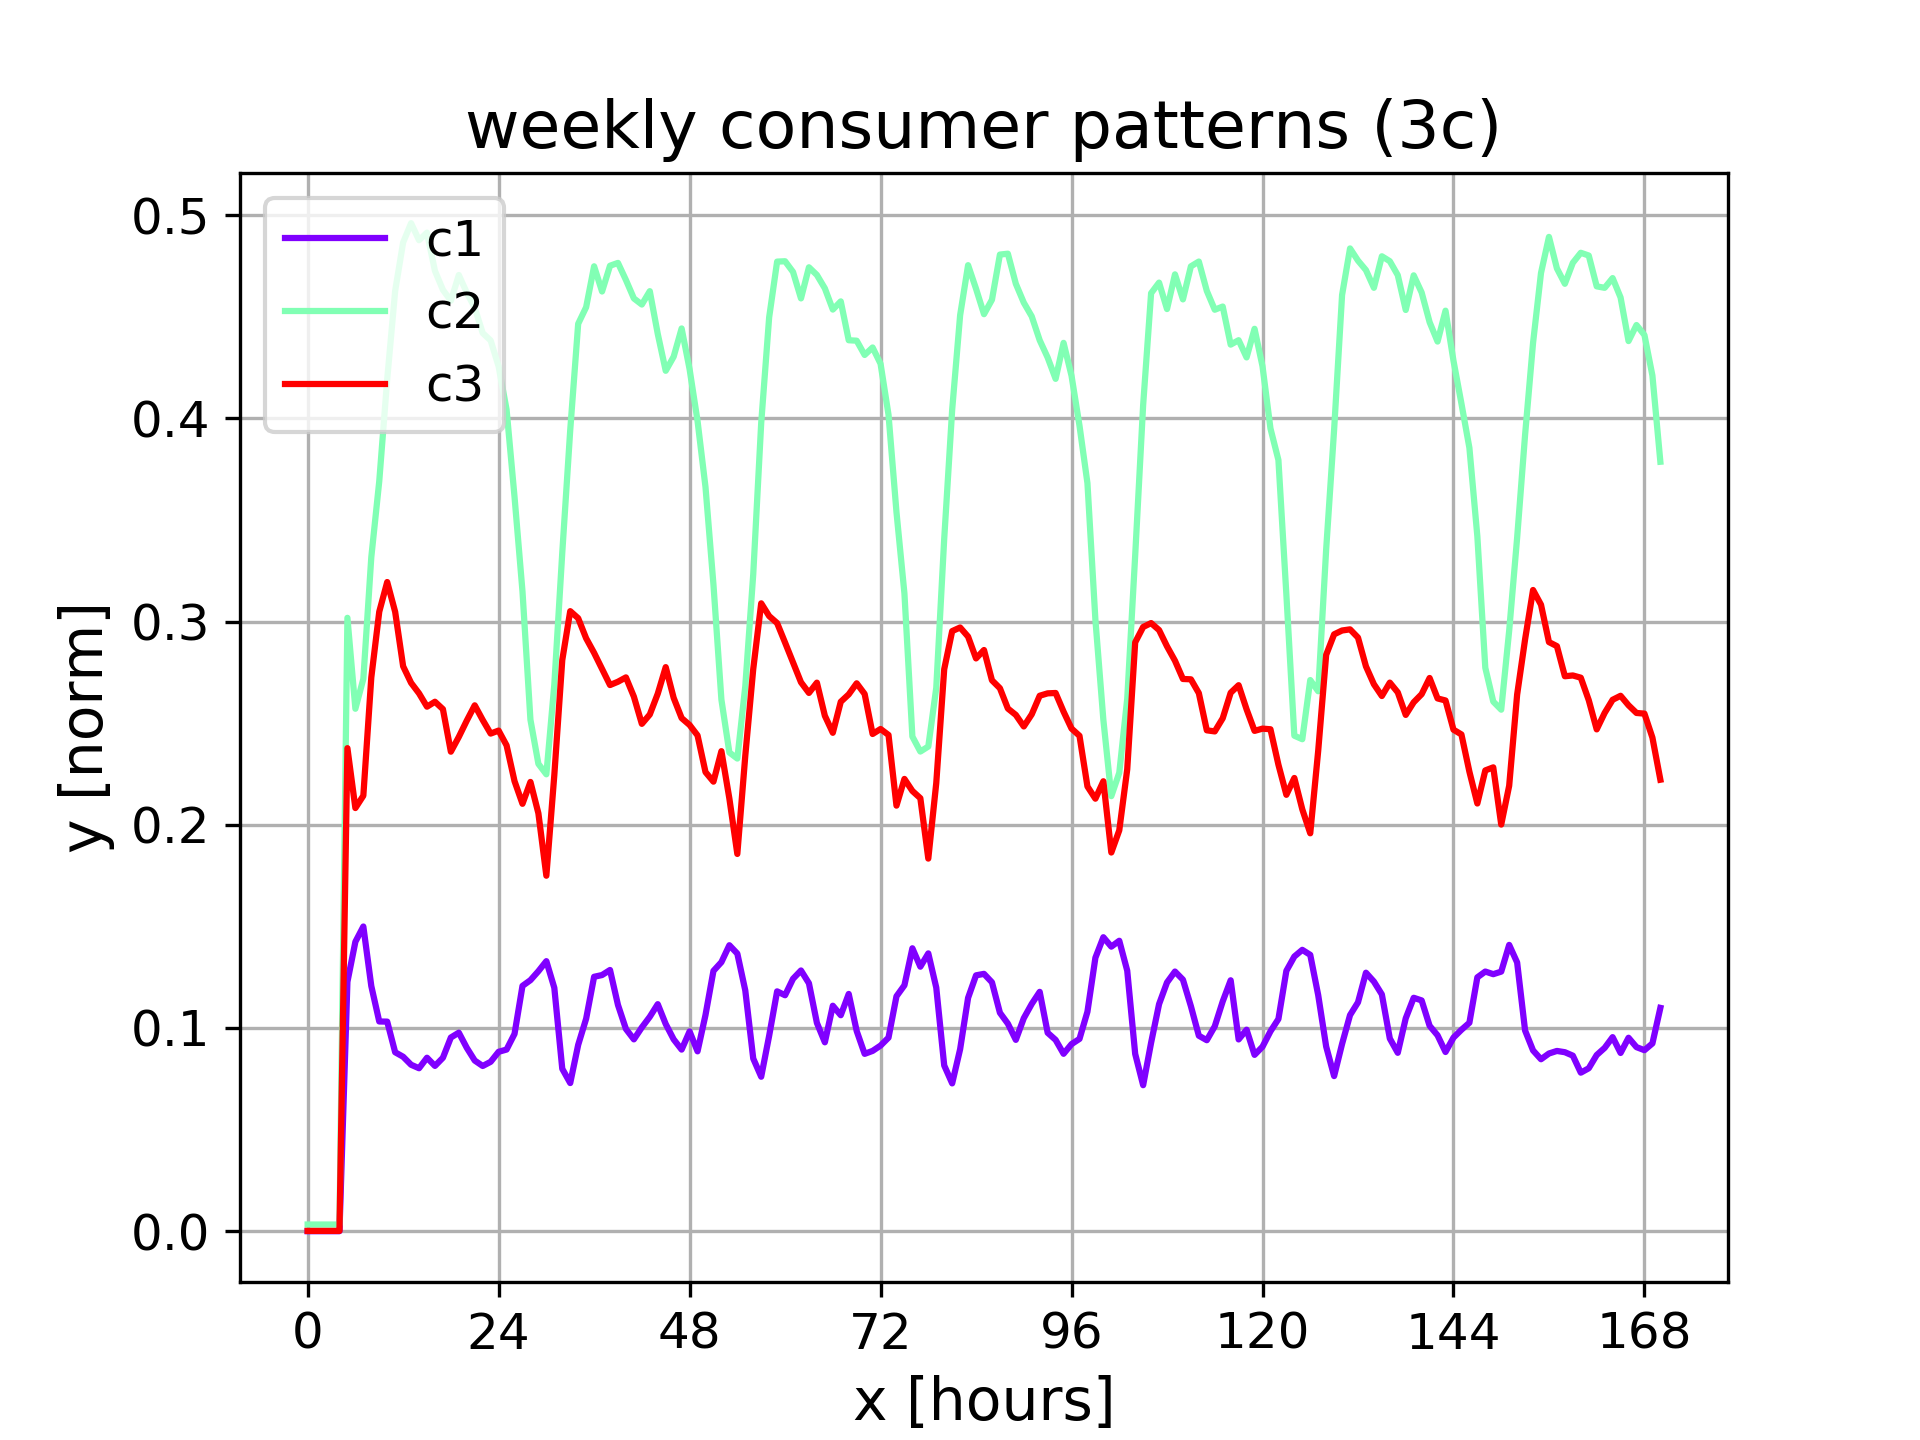 weekly consumer patterns (3c)
c1
c2
c3
0.5
0.4
0.3
0.2
0.1
0.0
y [norm]
0 24 48 72 96 120 144 168
x [hours]